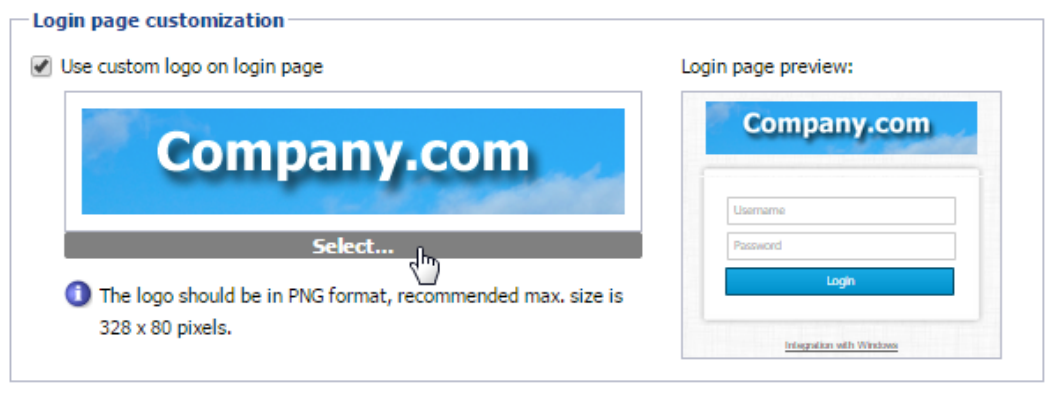 Login page customization
Use custom logo on login page
Company.com
Select...
The logo should be in PNG format, recommended max. size is
328 x 80 pixels.
Login page preview:
Company.com
Username
Password
Login
Integration with Windows